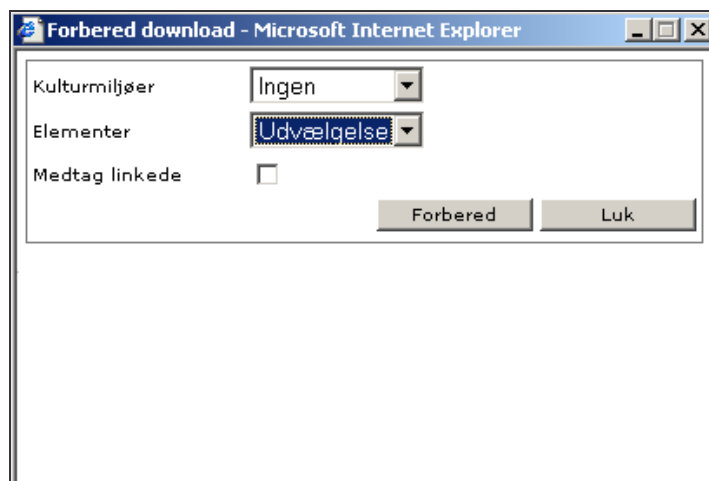 Forbered download - Microsoft Internet Explorer
Kulturmiljøer Ingen
Elementer Udvælgelse
Medtag linkede
Forbered Luk